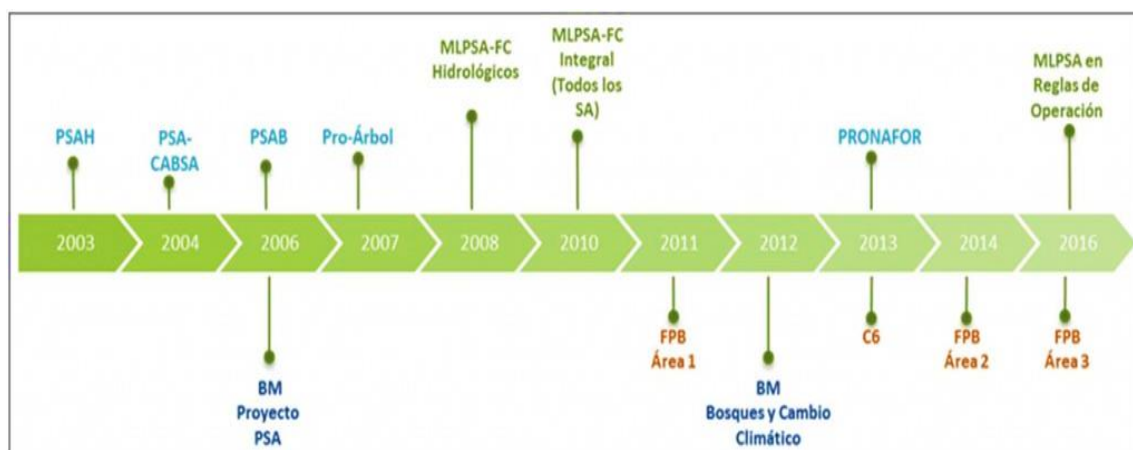 PSAH
PSA-
CABSA
PSAB
Pro-Árbol
MLPSA-FC
Hidrológicos
MLPSA-FC
Integral
(Todos los
SA)
PRONAFOR
MLPSA en
Reglas de
Operación
2003
2004
2006
2007
2008
2010
2011
2012
2013
2014
2016
BM
Proyecto
PSA
FPB
Área 1
BM
Bosques y Cambio
Climático
C6
FPB
Área 2
FPB
Área 3